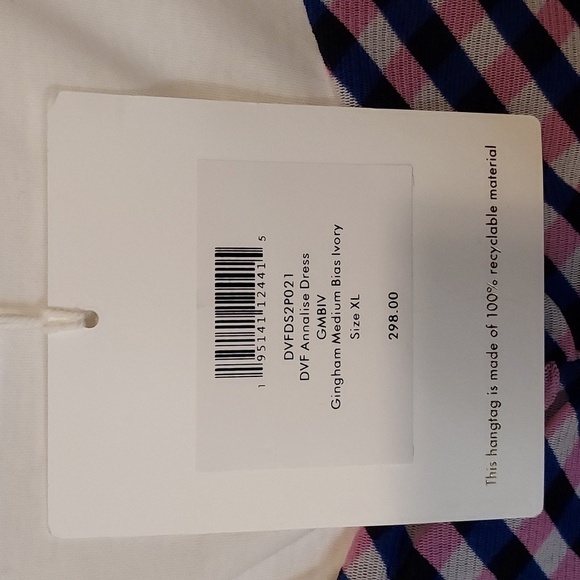 1 95141 12441 5
DVFDS2P021
DVF Annalise Dress
GMBIV
Gingham Medium Bias Ivory
Size XL
298.00
This hangtag is made of 100% recyclable material